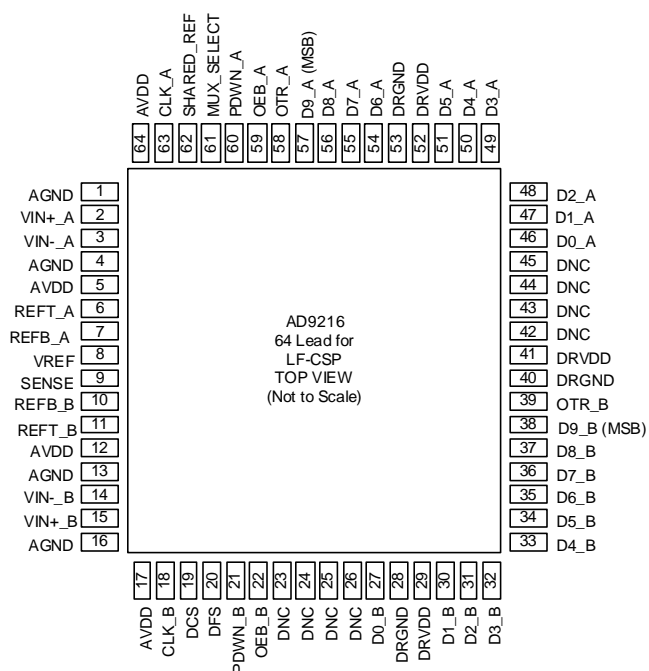 AVDD
CLK_A
SHARED_REF
MUX_SELECT
PDWN_A
OEB_A
OTR_A
D9_A (MSB)
D8_A
D7_A
D6_A
DRGND
DRVDD
D5_A
D4_A
D3_A
64
63
62
61
60
59
58
57
56
55
54
53
52
51
50
49
AGND 1
VIN+_A 2
VIN-_A 3
AGND 4
AVDD 5
REFT_A 6
REFB_A 7
VREF 8
SENSE 9
REFB_B 10
REFT_B 11
AVDD 12
AGND 13
VIN-_B 14
VIN+_B 15
AGND 16
AD9216
64 Lead for
LF-CSP
TOP VIEW
(Not to Scale)
48 D2_A
47 D1_A
46 D0_A
45 DNC
44 DNC
43 DNC
42 DNC
41 DRVDD
40 DRGND
39 OTR_B
38 D9_B (MSB)
37 D8_B
36 D7_B
35 D6_B
34 D5_B
33 D4_B
17
18
19
20
21
22
23
24
25
26
27
28
29
30
31
32
AVDD
CLK_B
DCS
DFS
PDWN_B
OEB_B
DNC
DNC
DNC
DNC
D0_B
DRGND
DRVDD
D1_B
D2_B
D3_B